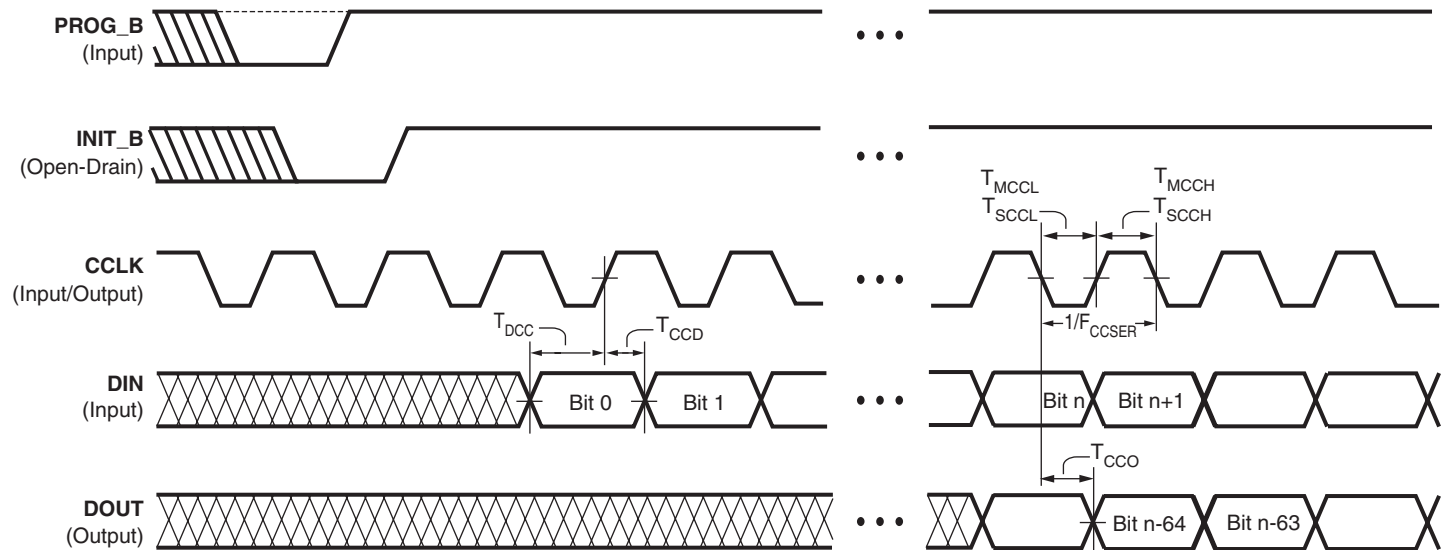 PROG_B
(Input)
INIT_B
(Open-Drain)
T_MCCL
T_SCCL
T_MCCH
T_SCCH
CCLK
(Input/Output)
T_DCC
T_CCD
1/F_CCSER
DIN
(Input)
Bit 0
Bit 1
Bit n
Bit n+1
T_CCO
DOUT
(Output)
Bit n-64
Bit n-63